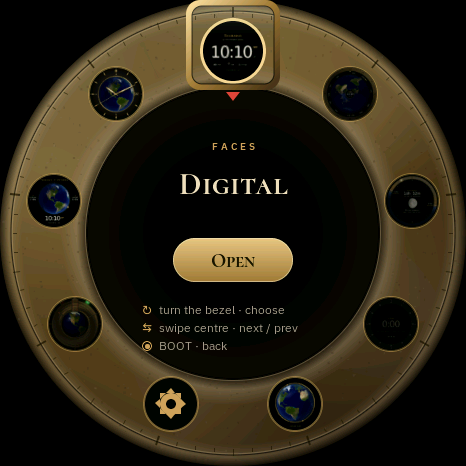 10:10
FACES
DIGITAL
10:10
OPEN
0:00
turn the bezel · choose
swipe centre · next / prev
BOOT · back